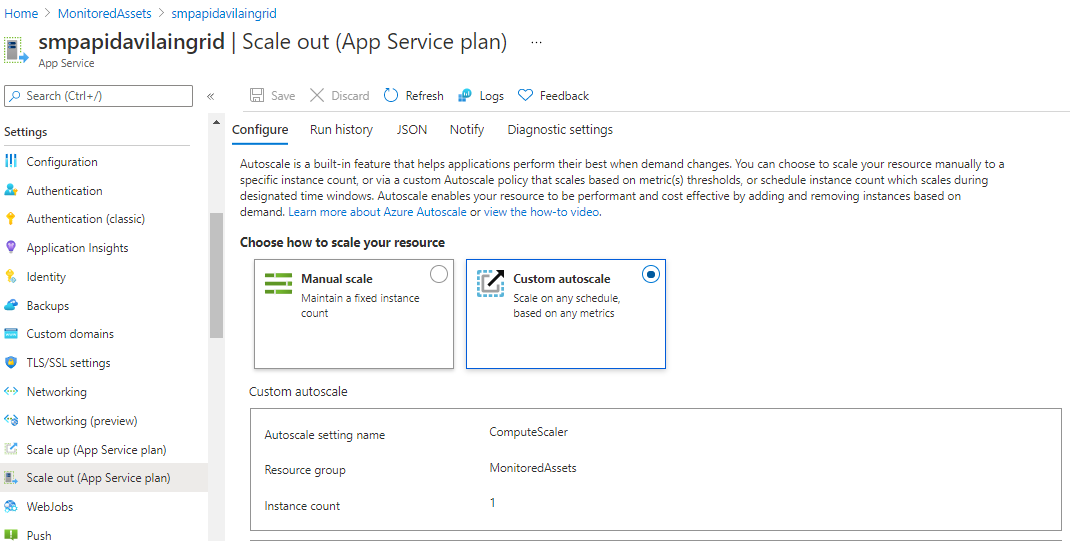 Home > MonitoredAssets > smpapidavilaingrid
smpapidavilaingrid | Scale out (App Service plan) ...
App Service
Search (Ctrl+/)
«
Save
Discard
Refresh
Logs
Feedback
Settings
Configuration
Authentication
Authentication (classic)
Application Insights
Identity
Backups
Custom domains
TLS/SSL settings
Networking
Networking (preview)
Scale up (App Service plan)
Scale out (App Service plan)
WebJobs
Push
Configure
Run history
JSON
Notify
Diagnostic settings
Autoscale is a built-in feature that helps applications perform their best when demand changes. You can choose to scale your resource manually to a
specific instance count, or via a custom Autoscale policy that scales based on metric(s) thresholds, or schedule instance count which scales during
designated time windows. Autoscale enables your resource to be performant and cost effective by adding and removing instances based on
demand. Learn more about Azure Autoscale or view the how-to video.
Choose how to scale your resource
Manual scale
Maintain a fixed instance
count
Custom autoscale
Scale on any schedule,
based on any metrics
Custom autoscale
Autoscale setting name
ComputeScaler
Resource group
MonitoredAssets
Instance count
1